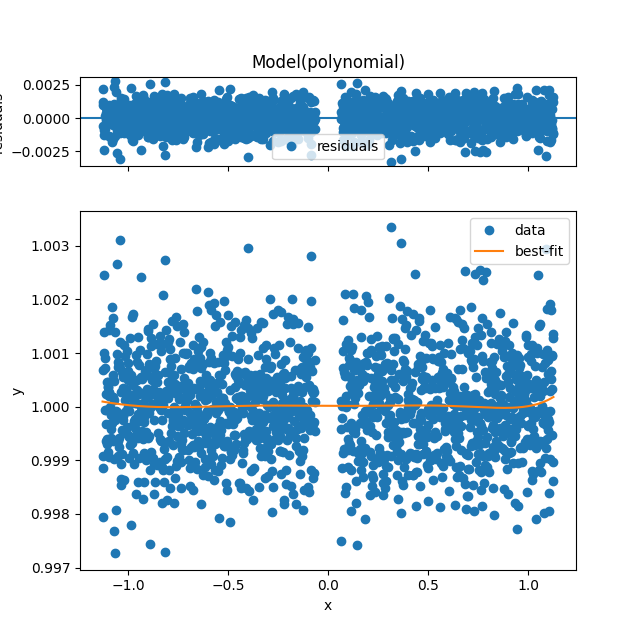 Model(polynomial)
0.0025
0.0000
−0.0025
residuals
residuals
1.003
1.002
1.001
1.000
0.999
0.998
0.997
y
data
best-fit
−1.0 −0.5 0.0 0.5 1.0
x